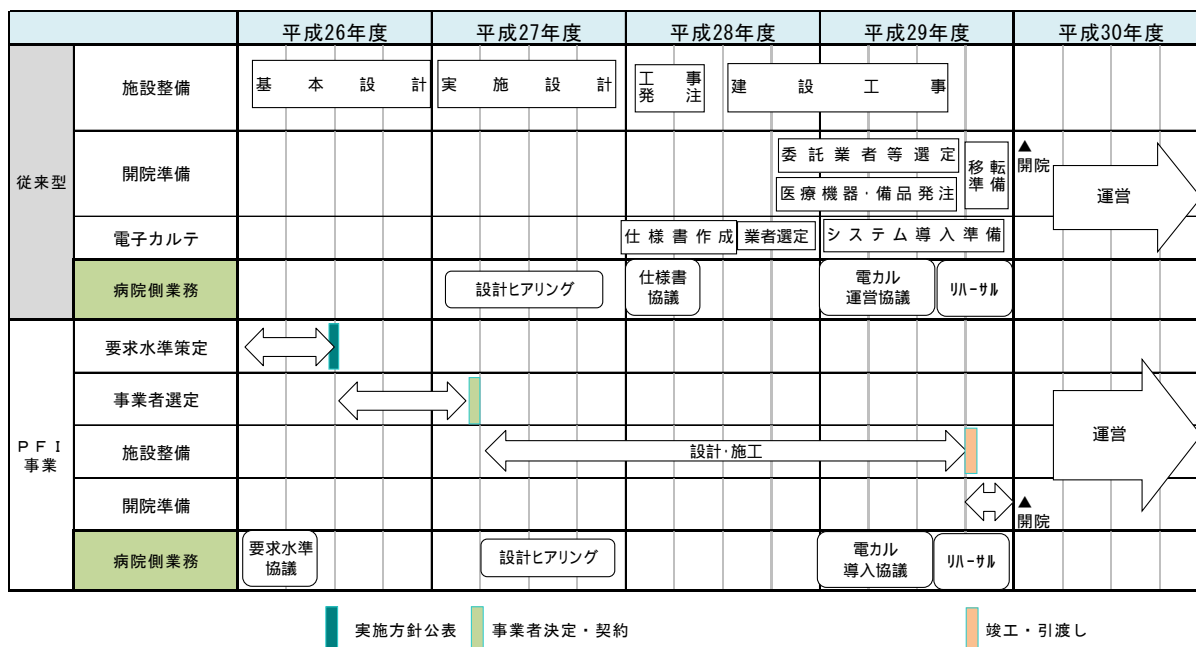 平成26年度 平成27年度 平成28年度 平成29年度 平成30年度
従来型
施設整備
基本設計
実施設計
工事
発注
建設工事
開院準備
委託業者等選定
医療機器・備品発注
移転
準備
▲
開院
運営
電子カルテ
仕様書作成
業者選定
システム導入準備
病院側業務
設計ヒアリング
仕様書
協議
電カル
運営協議
ﾘﾊｰｻﾙ
ＰＦＩ
事業
要求水準策定
事業者選定
施設整備
設計・施工
運営
開院準備
▲
開院
病院側業務
要求水準
協議
設計ヒアリング
電カル
導入協議
ﾘﾊｰｻﾙ
実施方針公表
事業者決定・契約
竣工・引渡し